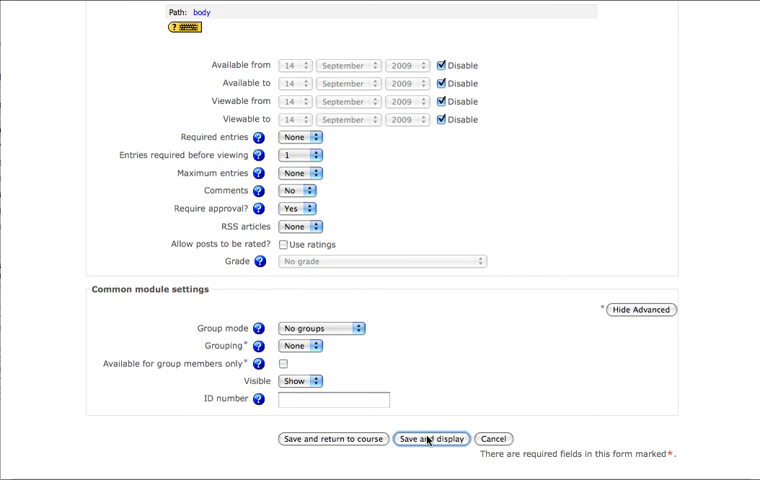 Path: body
Available from 14 September 2009 Disable
Available to 14 September 2009 Disable
Viewable from 14 September 2009 Disable
Viewable to 14 September 2009 Disable
Required entries ? None
Entries required before viewing ? 1
Maximum entries ? None
Comments ? No
Require approval? ? Yes
RSS articles None
Allow posts to be rated? Use ratings
Grade ? No grade
Common module settings
* Hide Advanced
Group mode ? No groups
Grouping* ? None
Available for group members only* ?
Visible Show
ID number ?
Save and return to course Save and display Cancel
There are required fields in this form marked*.